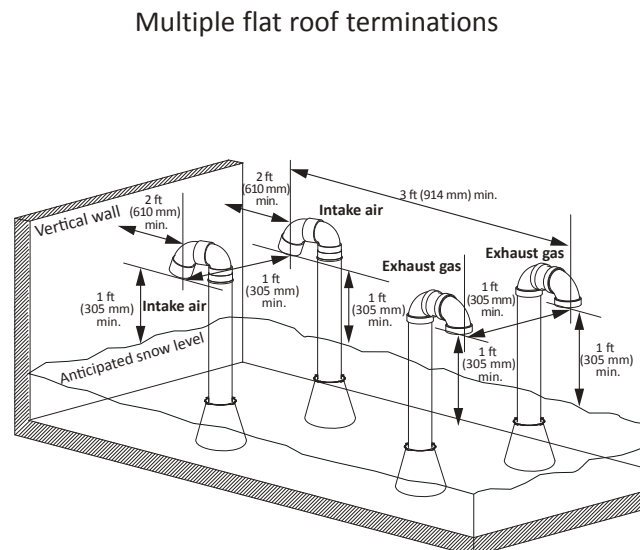 Multiple flat roof terminations
2 ft
(610 mm)
min.
2 ft
(610 mm)
min.
3 ft (914 mm) min.
Vertical wall
Intake air
Exhaust gas
Exhaust gas
1 ft
(305 mm)
min.
Intake air
1 ft
(305 mm)
min.
1 ft
(305 mm)
min.
1 ft
(305 mm)
min.
1 ft
(305 mm)
min.
1 ft
(305 mm)
min.
Anticipated snow level